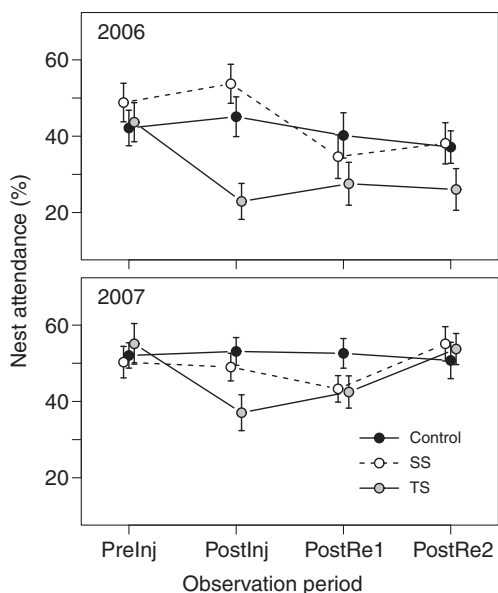 2006
60
40
20
Nest attendance (%)
2007
60
40
20
Control
SS
TS
PreInj PostInj PostRe1 PostRe2
Observation period